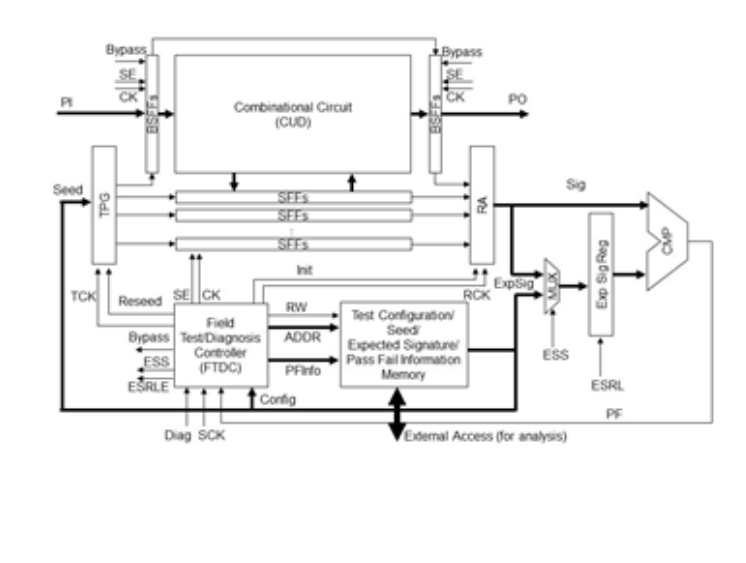 Bypass
SE
CK
PI
BSFFs
Combinational Circuit
(CUD)
BSFFs
Bypass
SE
CK
PO
Seed
TPG
SFFs
SFFs
SFFs
RA
Sig
CMP
Init
RCK
ExpSig
MUX
Exp Sig Reg
TCK
Reseed
SE
CK
Field
Test/Diagnosis
Controller
(FTDC)
RW
ADDR
PFInfo
Test Configuration/
Seed/
Expected Signature/
Pass Fail Information
Memory
Bypass
ESS
ESRLE
Config
ESS
ESRL
PF
Diag
SCK
External Access (for analysis)